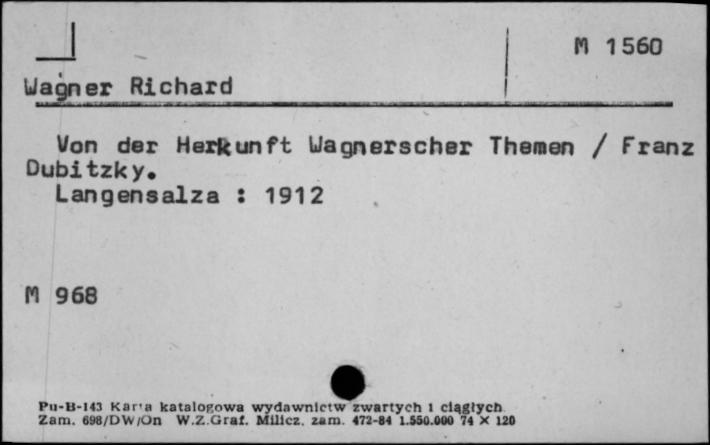 M 1560
Wagner Richard
Von der Herkunft Wagnerscher Themen / Franz
Dubitzky.
Langensalza : 1912
M 968
Pu-B-143 Karta katalogowa wydawnictw zwartych i ciągłych
Zam. 698/DW/On W.Z.Graf. Milicz, zam. 472-84 1.550.000 74 × 120